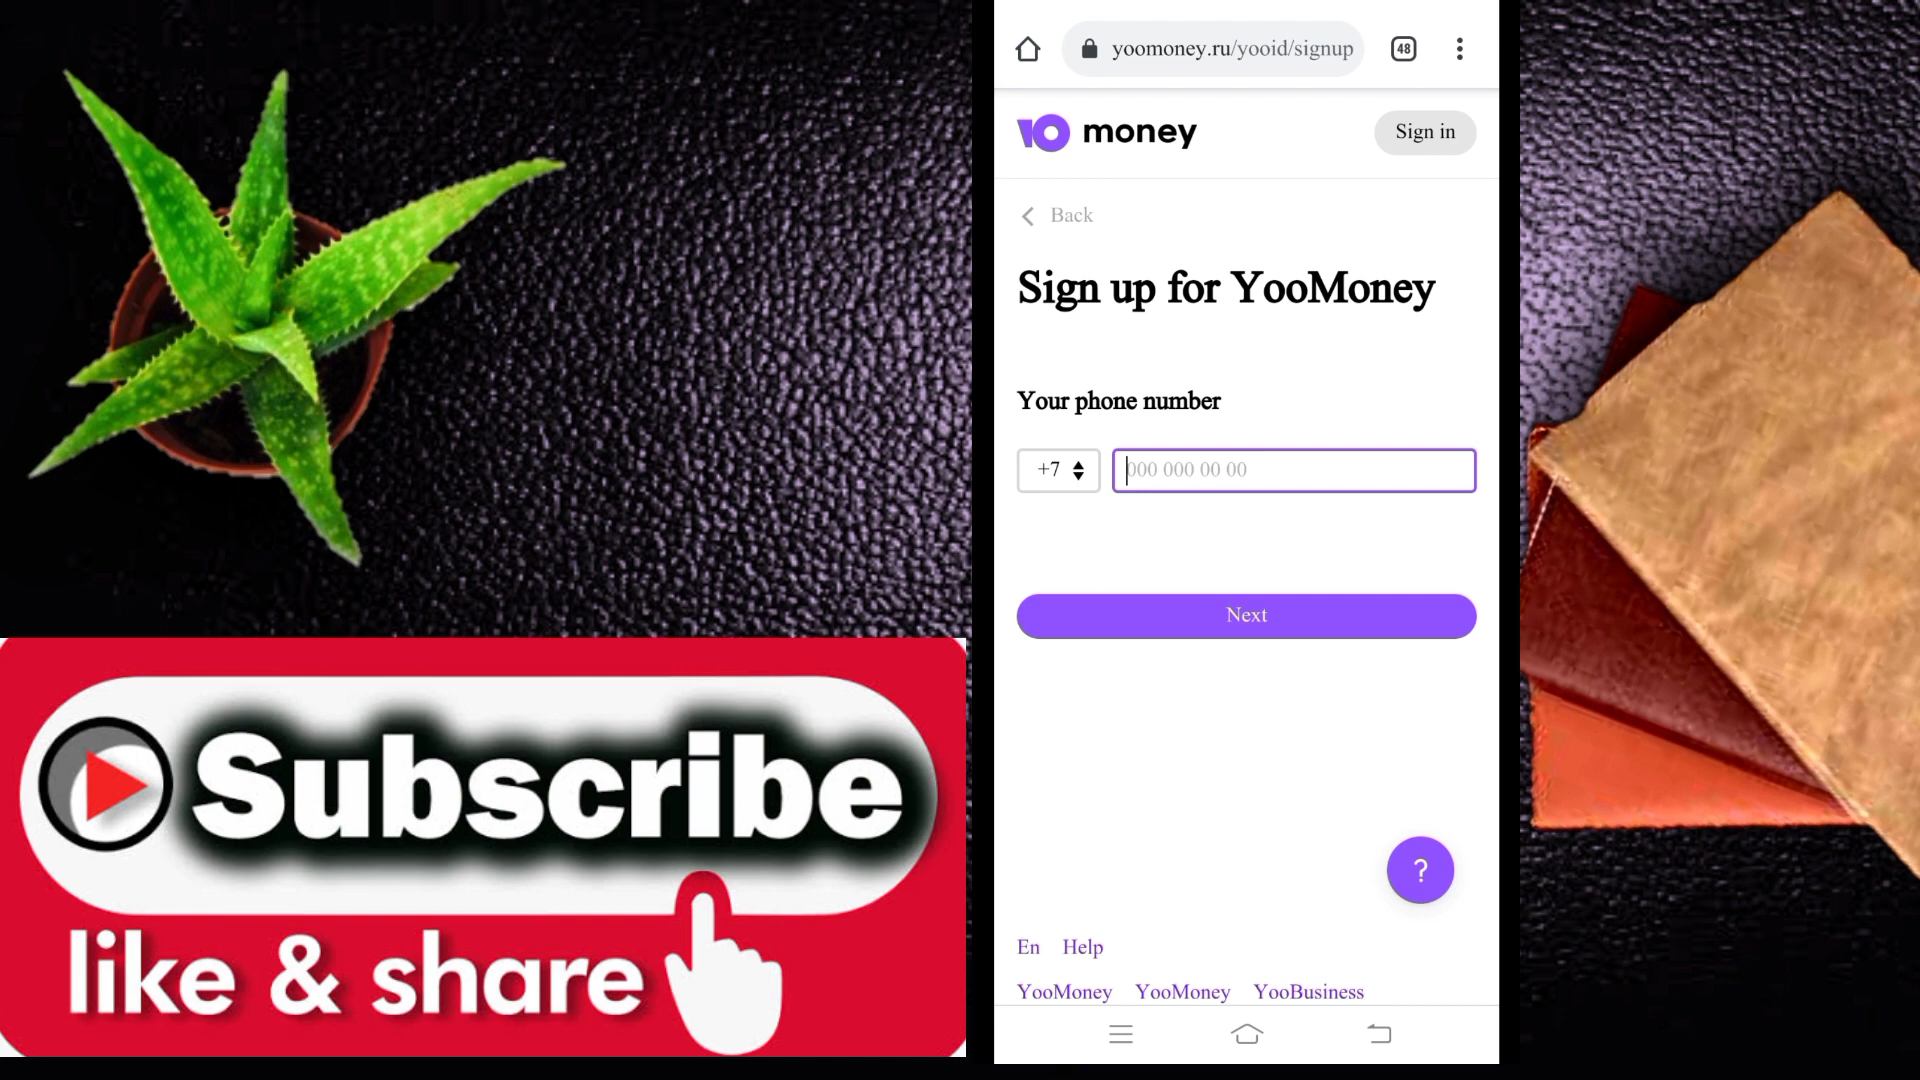 yoomoney.ru/yooid/signup
48
money
Sign in
Back
Sign up for YooMoney
Your phone number
+7
000 000 00 00
Next
?
En Help
YooMoney YooMoney YooBusiness
Subscribe
like & share